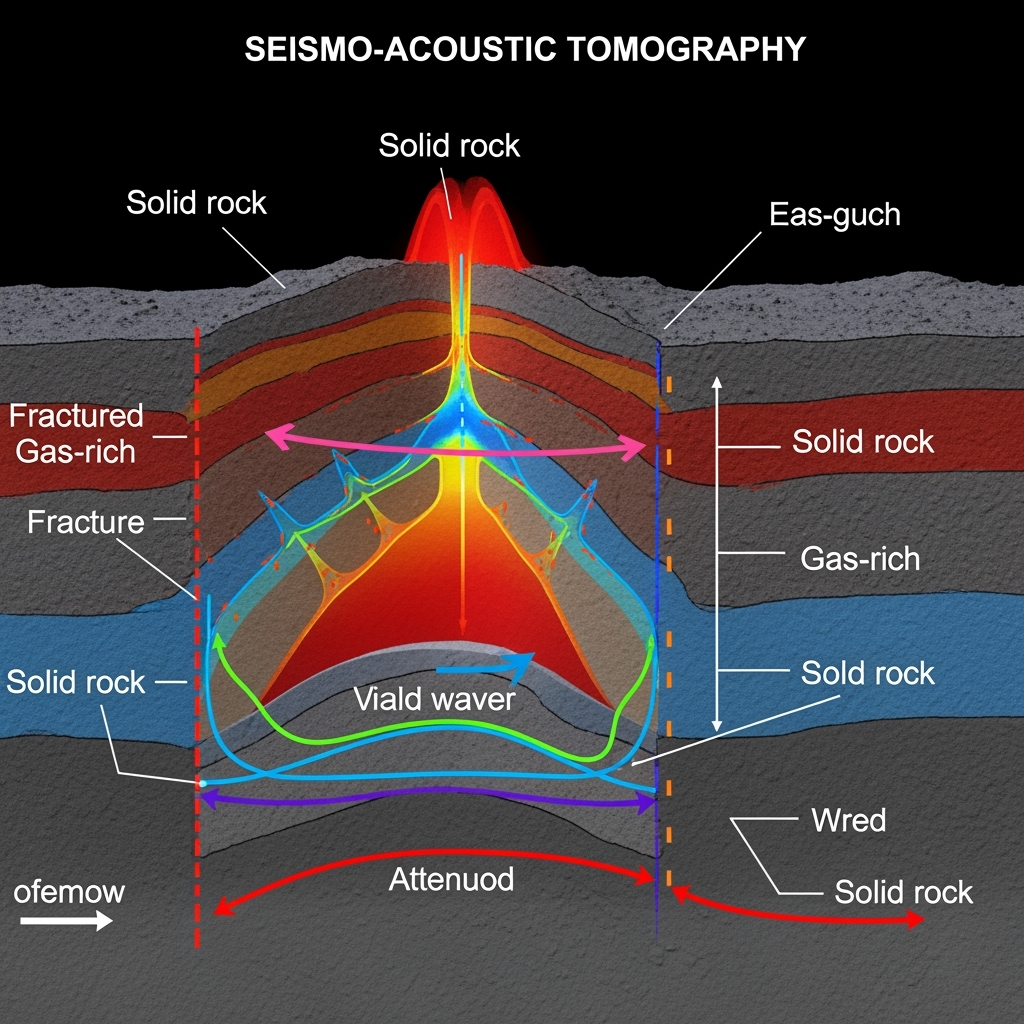 SEISMO-ACOUSTIC TOMOGRAPHY
Solid rock
Solid rock
Eas-guch
Fractured
Gas-rich
Solid rock
Fracture
Gas-rich
Solid rock
Sold rock
Viald waver
Wred
Attenuod
ofemow
Solid rock